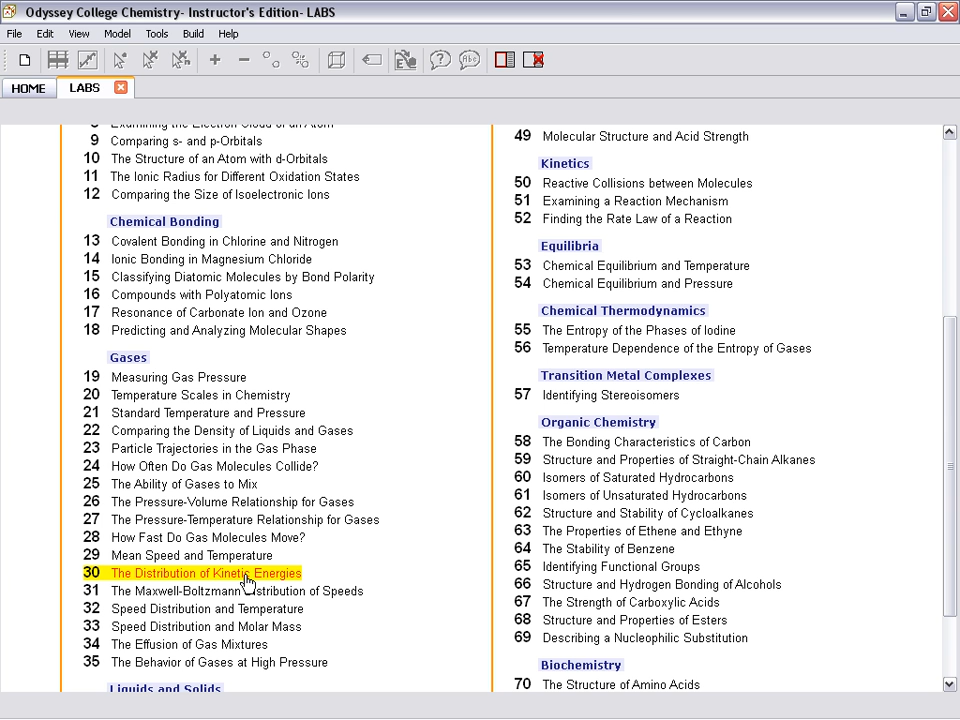 Odyssey College Chemistry- Instructor's Edition- LABS
File Edit View Model Tools Build Help
HOME LABS
8 Examining the Electron Cloud of an Atom
9 Comparing s- and p-Orbitals
10 The Structure of an Atom with d-Orbitals
11 The Ionic Radius for Different Oxidation States
12 Comparing the Size of Isoelectronic Ions
Chemical Bonding
13 Covalent Bonding in Chlorine and Nitrogen
14 Ionic Bonding in Magnesium Chloride
15 Classifying Diatomic Molecules by Bond Polarity
16 Compounds with Polyatomic Ions
17 Resonance of Carbonate Ion and Ozone
18 Predicting and Analyzing Molecular Shapes
Gases
19 Measuring Gas Pressure
20 Temperature Scales in Chemistry
21 Standard Temperature and Pressure
22 Comparing the Density of Liquids and Gases
23 Particle Trajectories in the Gas Phase
24 How Often Do Gas Molecules Collide?
25 The Ability of Gases to Mix
26 The Pressure-Volume Relationship for Gases
27 The Pressure-Temperature Relationship for Gases
28 How Fast Do Gas Molecules Move?
29 Mean Speed and Temperature
30 The Distribution of Kinetic Energies
31 The Maxwell-Boltzmann Distribution of Speeds
32 Speed Distribution and Temperature
33 Speed Distribution and Molar Mass
34 The Effusion of Gas Mixtures
35 The Behavior of Gases at High Pressure
Liquids and Solids
49 Molecular Structure and Acid Strength
Kinetics
50 Reactive Collisions between Molecules
51 Examining a Reaction Mechanism
52 Finding the Rate Law of a Reaction
Equilibria
53 Chemical Equilibrium and Temperature
54 Chemical Equilibrium and Pressure
Chemical Thermodynamics
55 The Entropy of the Phases of Iodine
56 Temperature Dependence of the Entropy of Gases
Transition Metal Complexes
57 Identifying Stereoisomers
Organic Chemistry
58 The Bonding Characteristics of Carbon
59 Structure and Properties of Straight-Chain Alkanes
60 Isomers of Saturated Hydrocarbons
61 Isomers of Unsaturated Hydrocarbons
62 Structure and Stability of Cycloalkanes
63 The Properties of Ethene and Ethyne
64 The Stability of Benzene
65 Identifying Functional Groups
66 Structure and Hydrogen Bonding of Alcohols
67 The Strength of Carboxylic Acids
68 Structure and Properties of Esters
69 Describing a Nucleophilic Substitution
Biochemistry
70 The Structure of Amino Acids